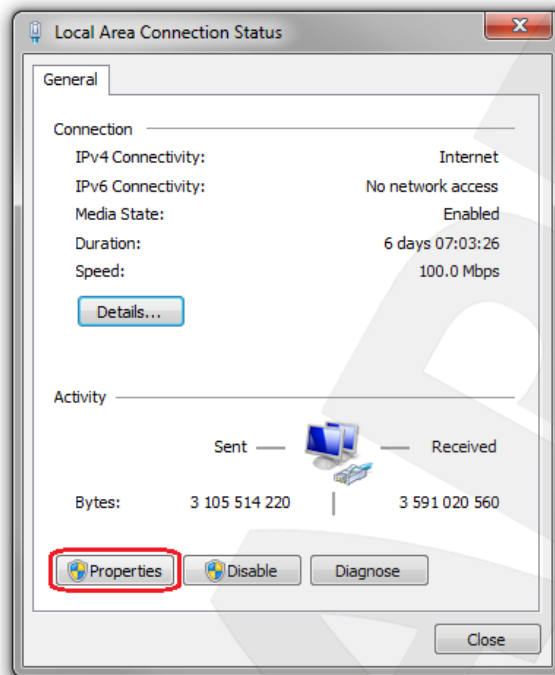 Local Area Connection Status
General
Connection
IPv4 Connectivity: Internet
IPv6 Connectivity: No network access
Media State: Enabled
Duration: 6 days 07:03:26
Speed: 100.0 Mbps
Details...
Activity
Sent Received
Bytes: 3 105 514 220 3 591 020 560
Properties Disable Diagnose
Close